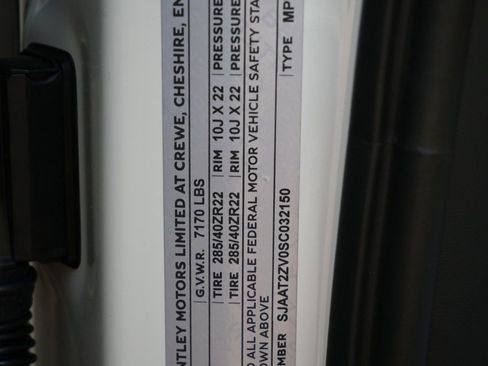 NTLEY MOTORS LIMITED AT CREWE, CHESHIRE, EN
G.V.W.R. 7170 LBS
TIRE 285/40ZR22 RIM 10J X 22 PRESSURE
TIRE 285/40ZR22 RIM 10J X 22 PRESSURE
O ALL APPLICABLE FEDERAL MOTOR VEHICLE SAFETY STA
OWN ABOVE
MBER SJAAT2ZV0SC032150 TYPE MP